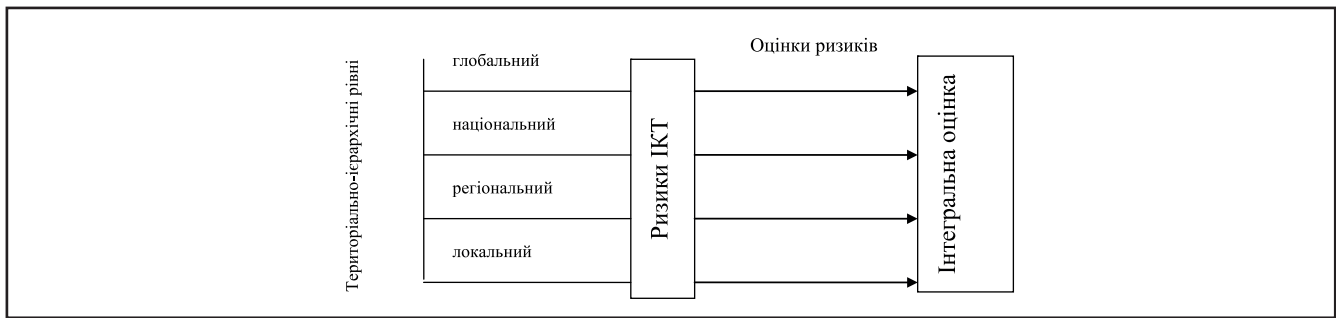 Територіально-ієрархічні рівні
глобальний
національний
регіональний
локальний
Ризики ІКТ
Оцінки ризиків
Інтегральна оцінка